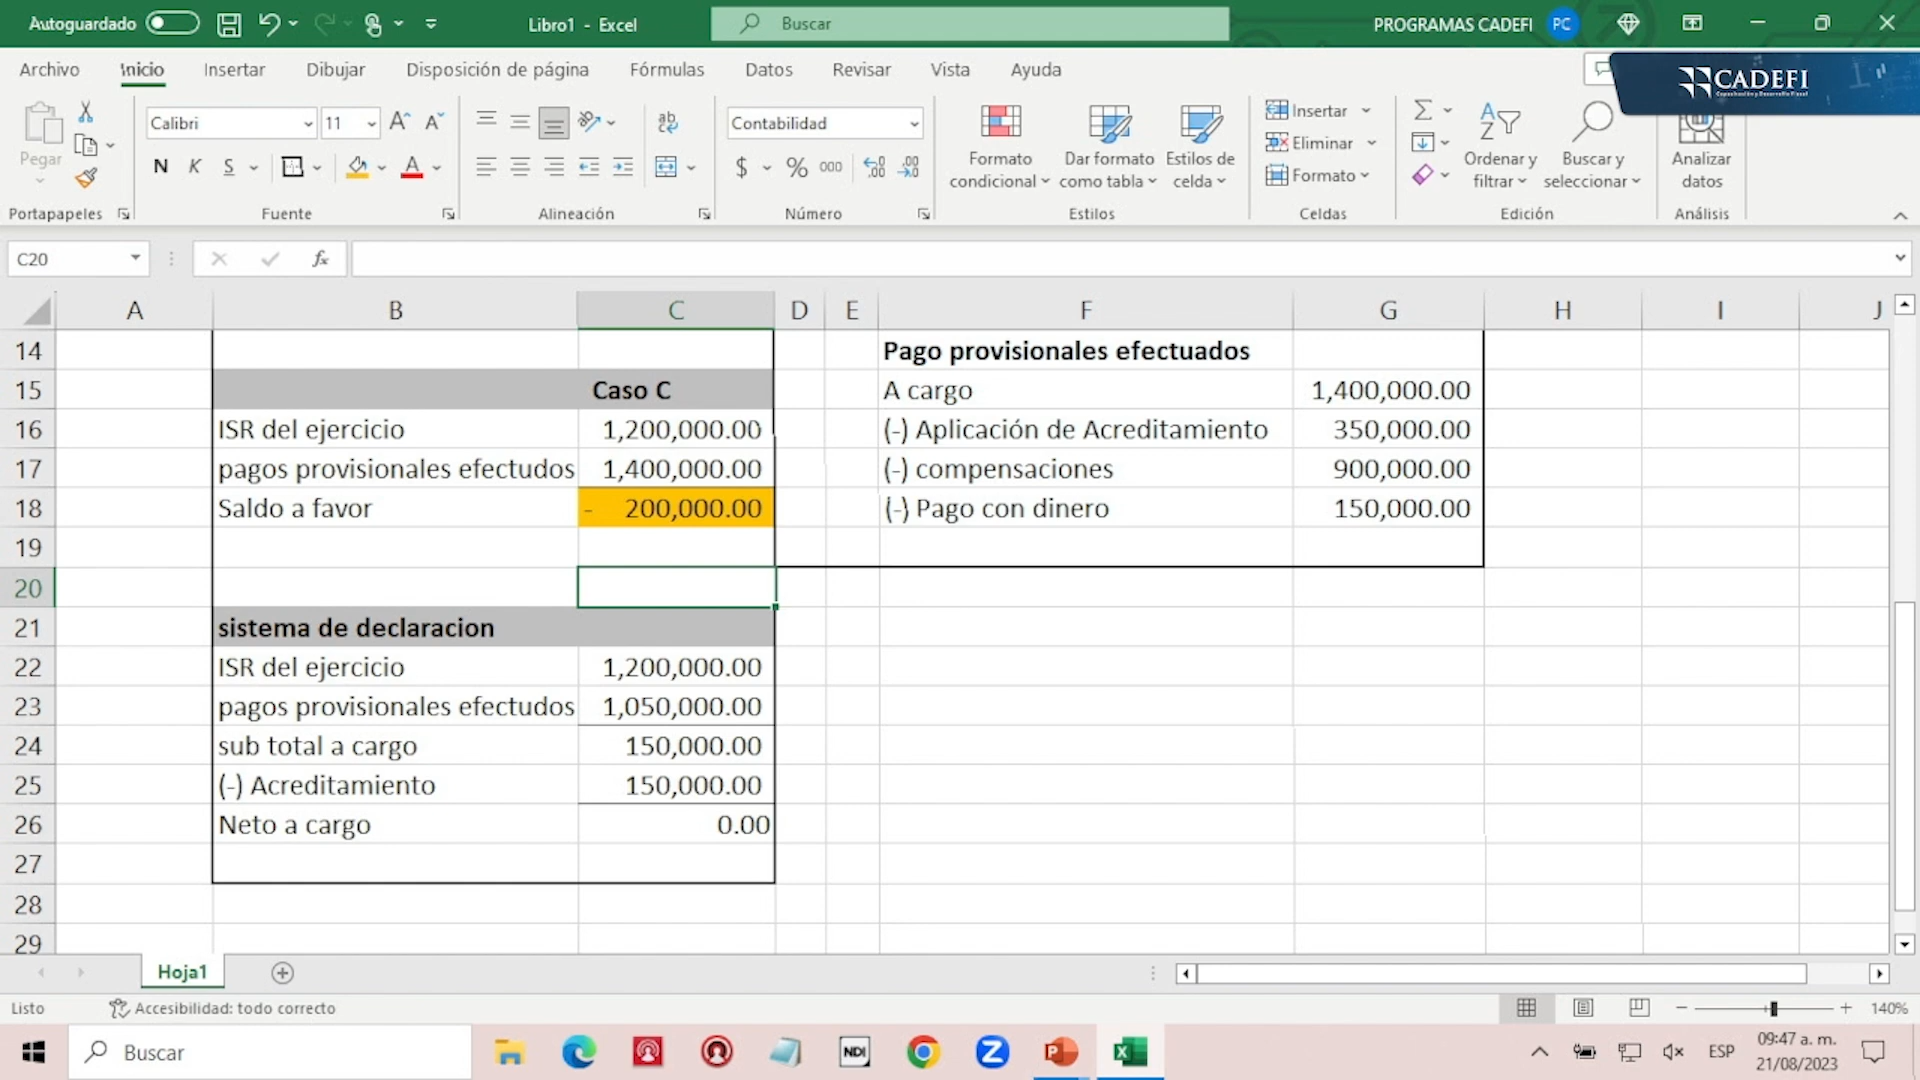 Autoguardado
Libro1 - Excel
Buscar
PROGRAMAS CADEFI
PC
Archivo Inicio Insertar Dibujar Disposición de página Fórmulas Datos Revisar Vista Ayuda
CADEFI
Capacitación y Desarrollo Fiscal
Pegar
Calibri 11
N K S
ab
Contabilidad
$ % 000
Formato condicional
Dar formato como tabla
Estilos de celda
Insertar
Eliminar
Formato
Ordenar y filtrar
Buscar y seleccionar
Analizar datos
Portapapeles Fuente Alineación Número Estilos Celdas Edición Análisis
C20
fx
A B C D E F G H I J
14 Pago provisionales efectuados
15 Caso C A cargo 1,400,000.00
16 ISR del ejercicio 1,200,000.00 (-) Aplicación de Acreditamiento 350,000.00
17 pagos provisionales efectudos 1,400,000.00 (-) compensaciones 900,000.00
18 Saldo a favor - 200,000.00 (-) Pago con dinero 150,000.00
19
20
21 sistema de declaracion
22 ISR del ejercicio 1,200,000.00
23 pagos provisionales efectudos 1,050,000.00
24 sub total a cargo 150,000.00
25 (-) Acreditamiento 150,000.00
26 Neto a cargo 0.00
27
28
29
Hoja1
Listo
Accesibilidad: todo correcto
140%
Buscar
NDI
ESP
09:47 a. m.
21/08/2023